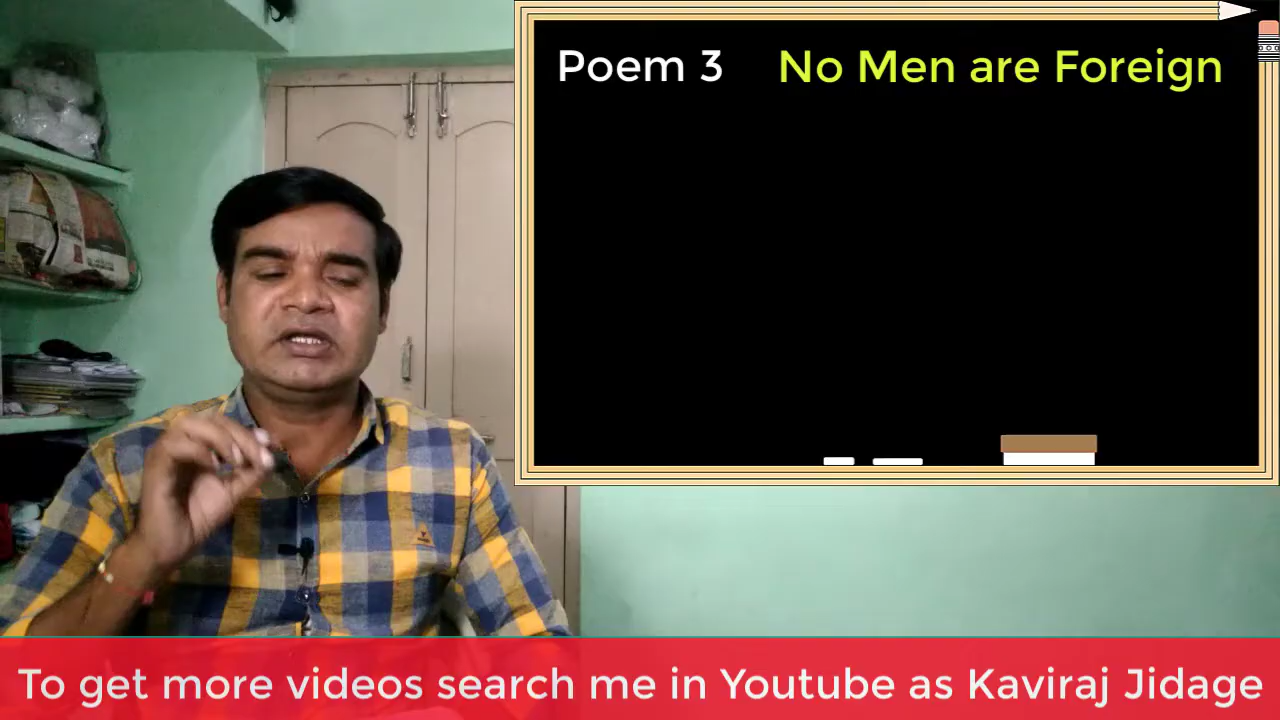 Poem 3 No Men are Foreign
To get more videos search me in Youtube as Kaviraj Jidage